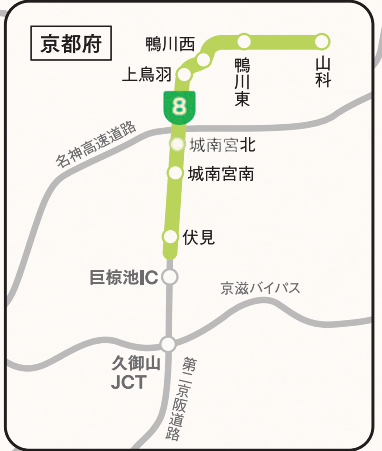 京都府
鴨川西
鴨川東
山科
上鳥羽
8
名神高速道路
城南宮北
城南宮南
伏見
巨椋池IC
京滋バイパス
久御山
JCT
第二京阪道路